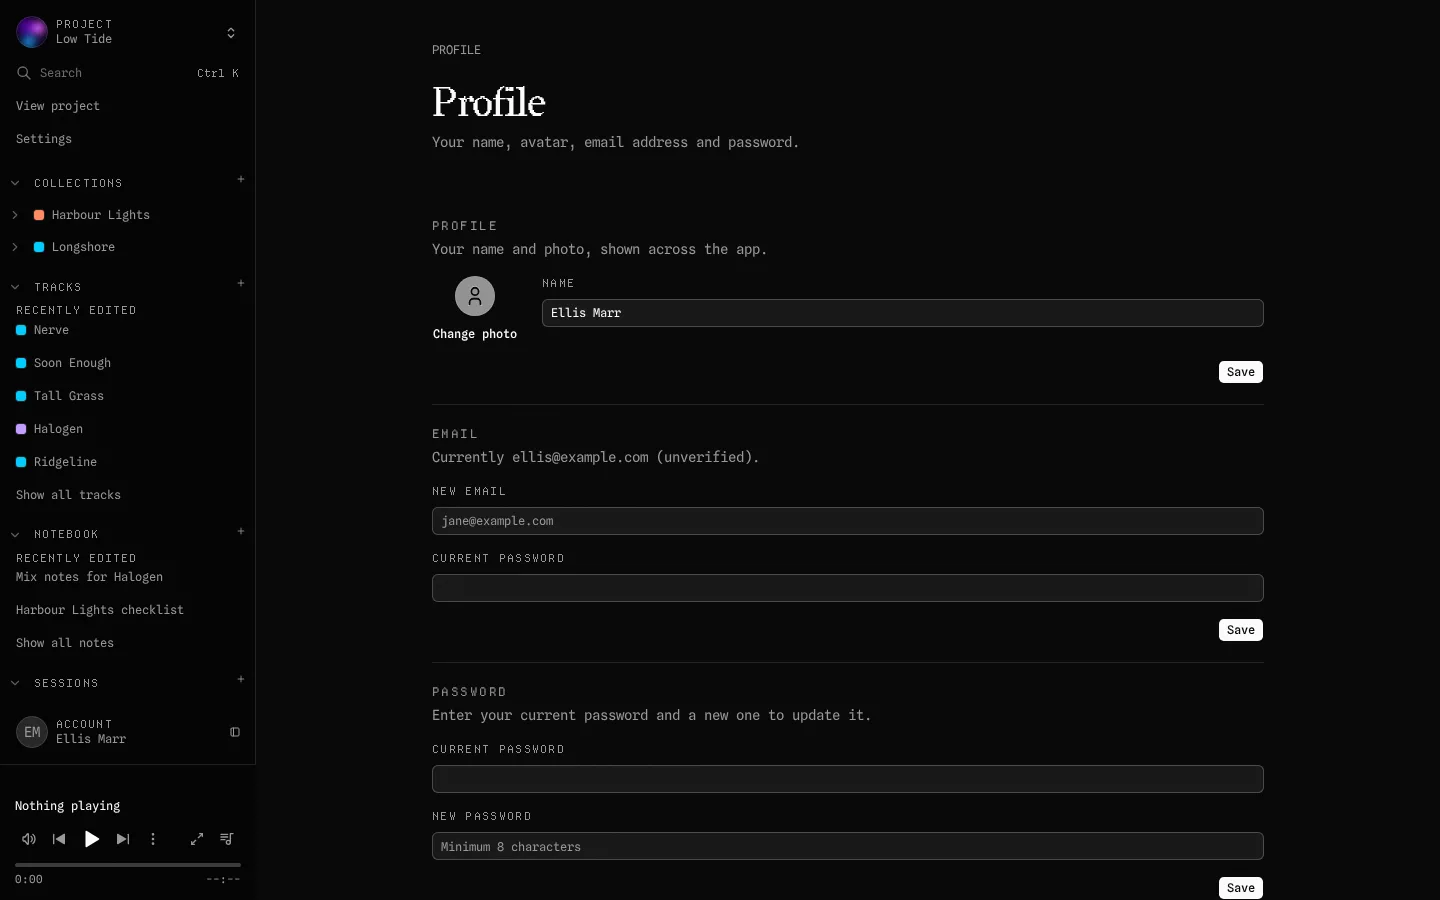 PROJECT
Low Tide
Search Ctrl K
View project
Settings
COLLECTIONS +
Harbour Lights
Longshore
TRACKS +
RECENTLY EDITED
Nerve
Soon Enough
Tall Grass
Halogen
Ridgeline
Show all tracks
NOTEBOOK +
RECENTLY EDITED
Mix notes for Halogen
Harbour Lights checklist
Show all notes
SESSIONS +
EM
ACCOUNT
Ellis Marr
Nothing playing
0:00 --:--
PROFILE
Profile
Your name, avatar, email address and password.
PROFILE
Your name and photo, shown across the app.
Change photo
NAME
Ellis Marr
Save
EMAIL
Currently ellis@example.com (unverified).
NEW EMAIL
jane@example.com
CURRENT PASSWORD
Save
PASSWORD
Enter your current password and a new one to update it.
CURRENT PASSWORD
NEW PASSWORD
Minimum 8 characters
Save